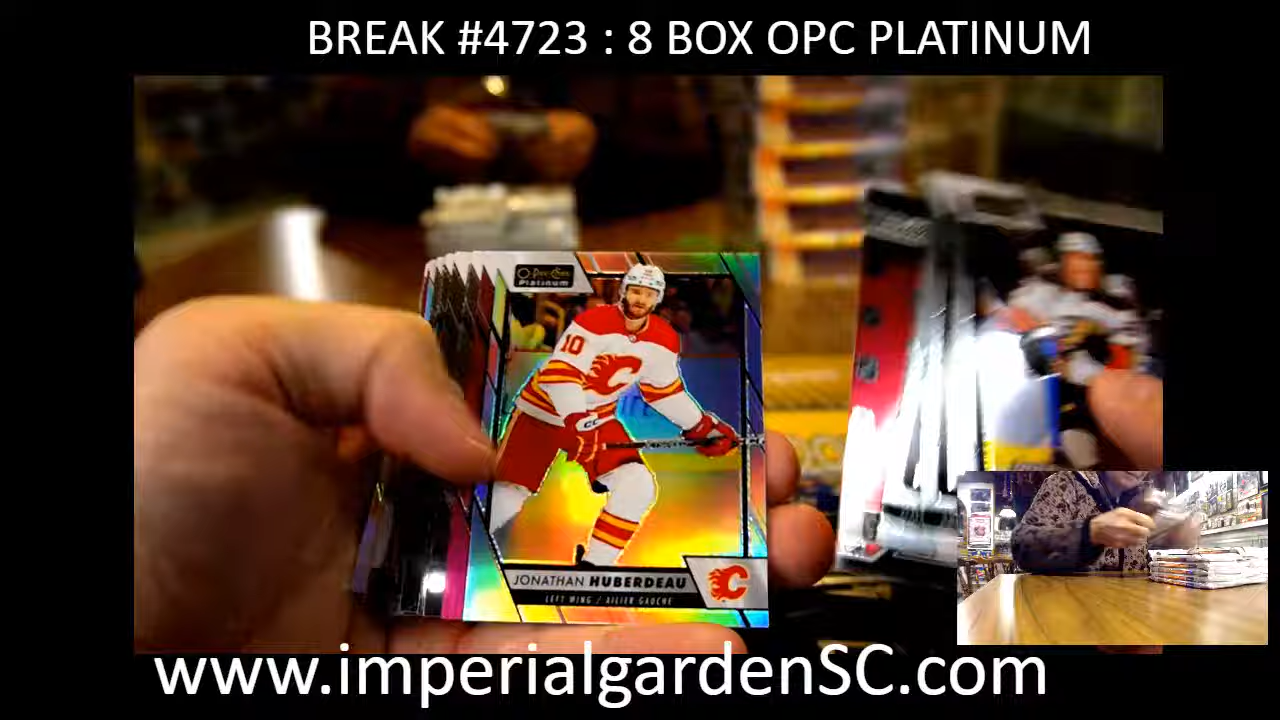 BREAK #4723 : 8 BOX OPC PLATINUM
O-Pee-Chee
Platinum
10
JONATHAN HUBERDEAU
LEFT WING / AILIER GAUCHE
www.imperialgardenSC.com